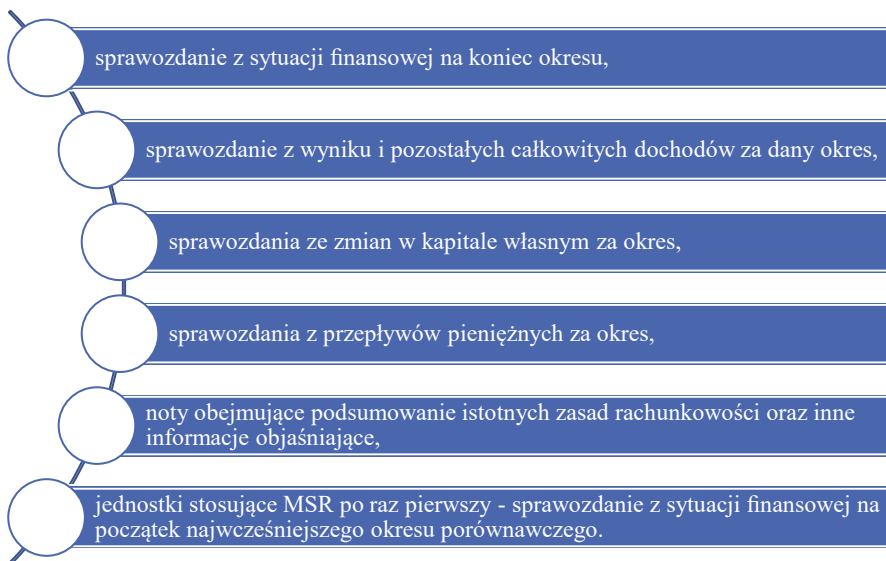 sprawozdanie z sytuacji finansowej na koniec okresu,
sprawozdanie z wyniku i pozostałych całkowitych dochodów za dany okres,
sprawozdania ze zmian w kapitale własnym za okres,
sprawozdania z przepływów pieniężnych za okres,
noty obejmujące podsumowanie istotnych zasad rachunkowości oraz inne
informacje objaśniające,
jednostki stosujące MSR po raz pierwszy - sprawozdanie z sytuacji finansowej na
początek najwcześniejszego okresu porównawczego.